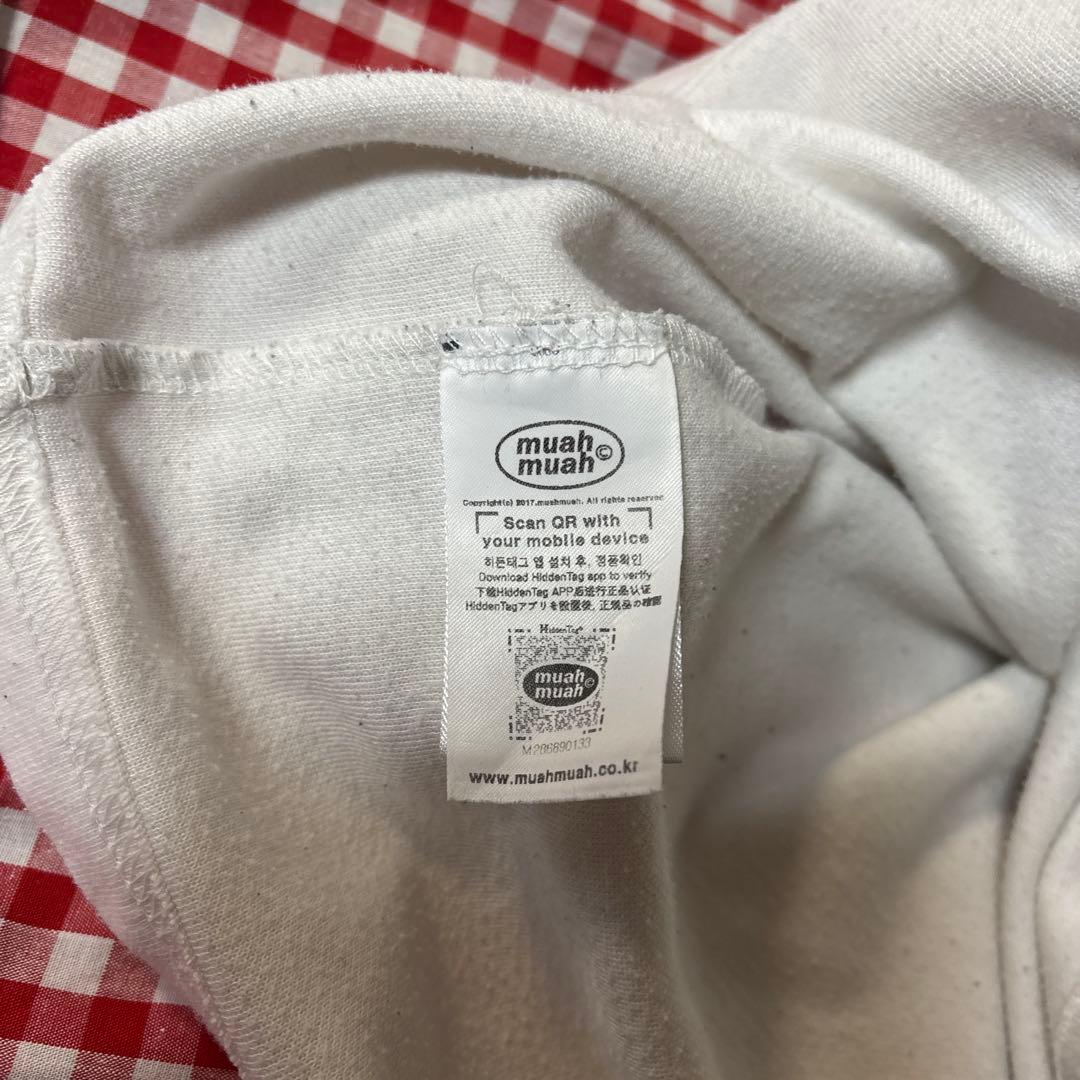 muah
muah©
Copyright(c) 2017.muahmuah. All rights reserved
Scan QR with
your mobile device
히든태그 앱 설치 후, 정품확인
Download HiddenTag app to verify
下载HiddenTag APP后进行正品认证
HiddenTagアプリを設置後, 正規品の確認
HiddenTag®
muah
muah©
M286890133
www.muahmuah.co.kr